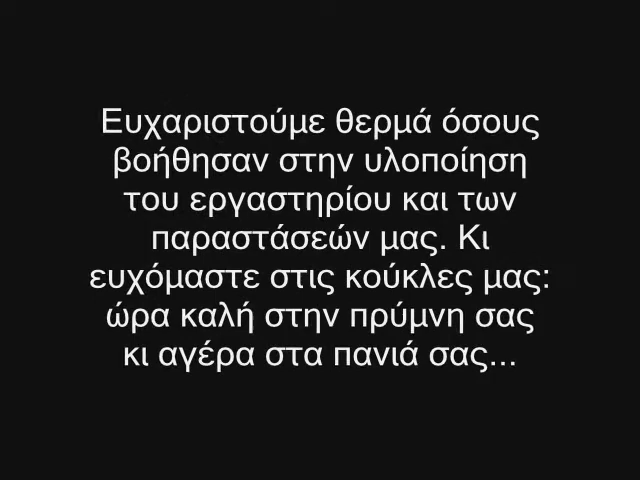 Ευχαριστούμε θερμά όσους
βοήθησαν στην υλοποίηση
του εργαστηρίου και των
παραστάσεών μας. Κι
ευχόμαστε στις κούκλες μας:
ώρα καλή στην πρύμνη σας
κι αγέρα στα πανιά σας...